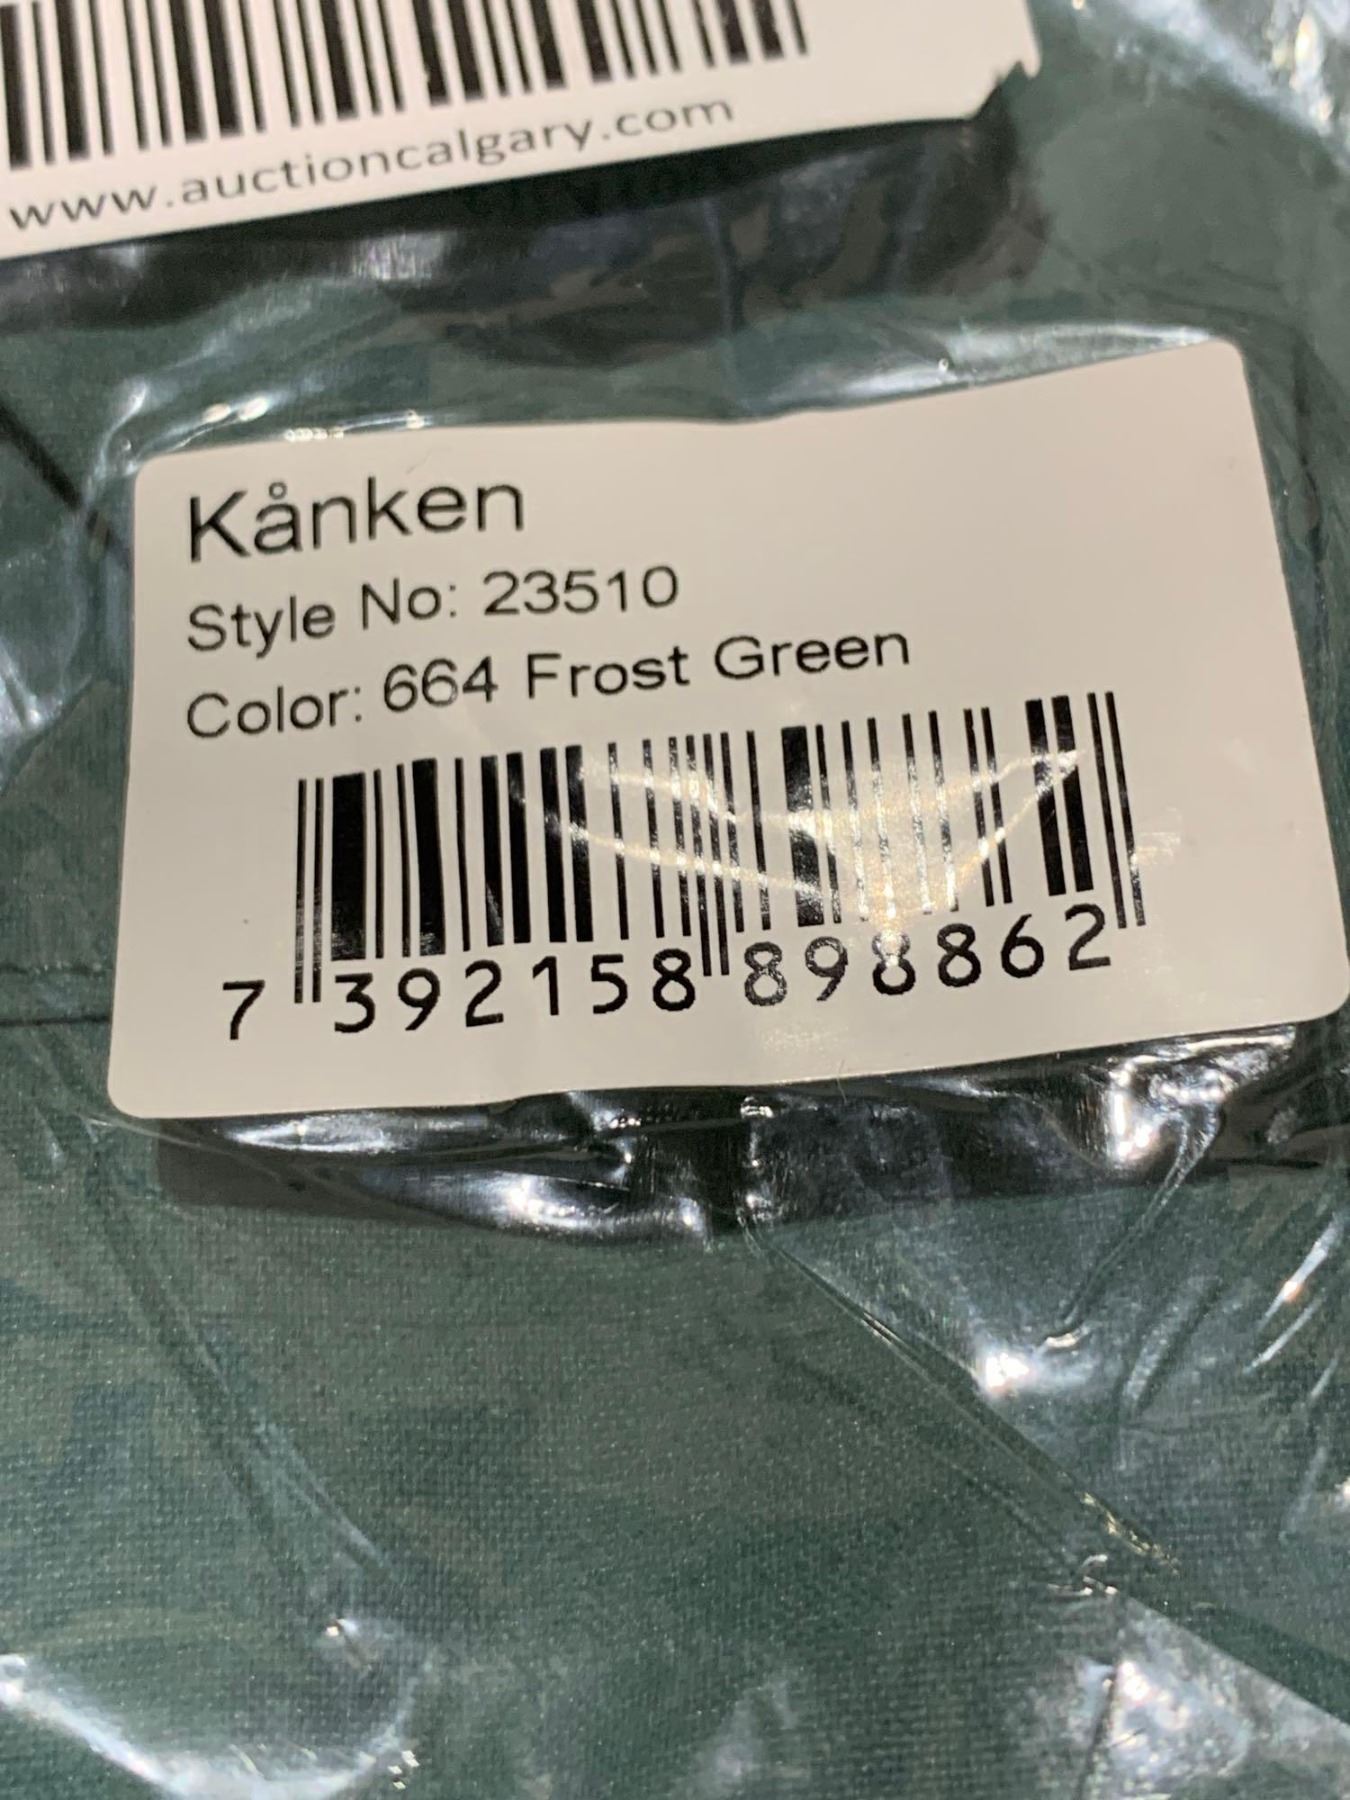 www.auctioncalgary.com
Kånken
Style No: 23510
Color: 664 Frost Green
7 392158 898862